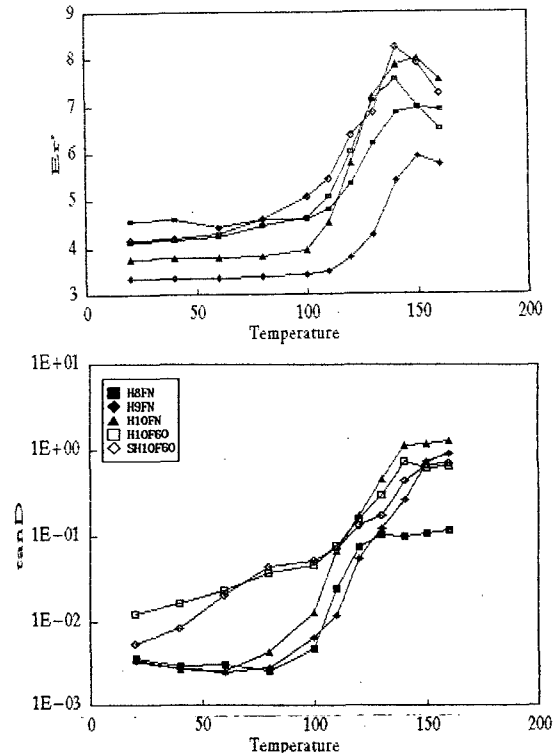 9
8
7
6
5
4
3
Er'
0
50
100
150
200
Temperature
1E+01
1E+00
1E-01
1E-02
1E-03
tanD
H8FN
H9FN
H10FN
H10F60
SH10F60
0
50
100
150
200
Temperature